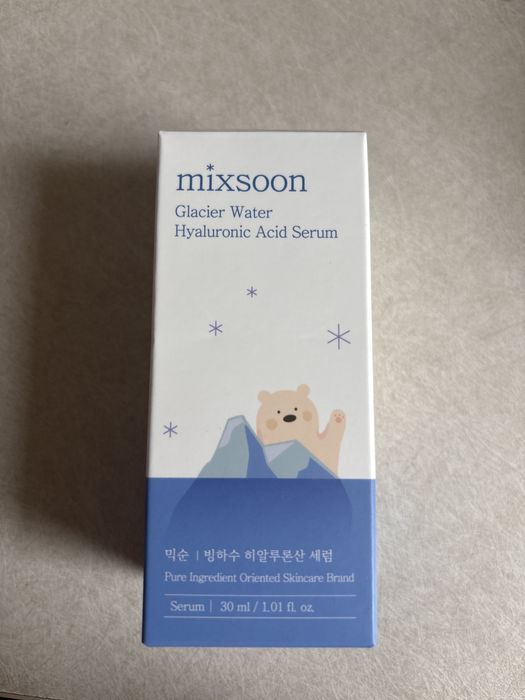 mixsoon
Glacier Water
Hyaluronic Acid Serum
믹순 | 빙하수 히알루론산 세럼
Pure Ingredient Oriented Skincare Brand
Serum | 30 ml / 1.01 fl. oz.